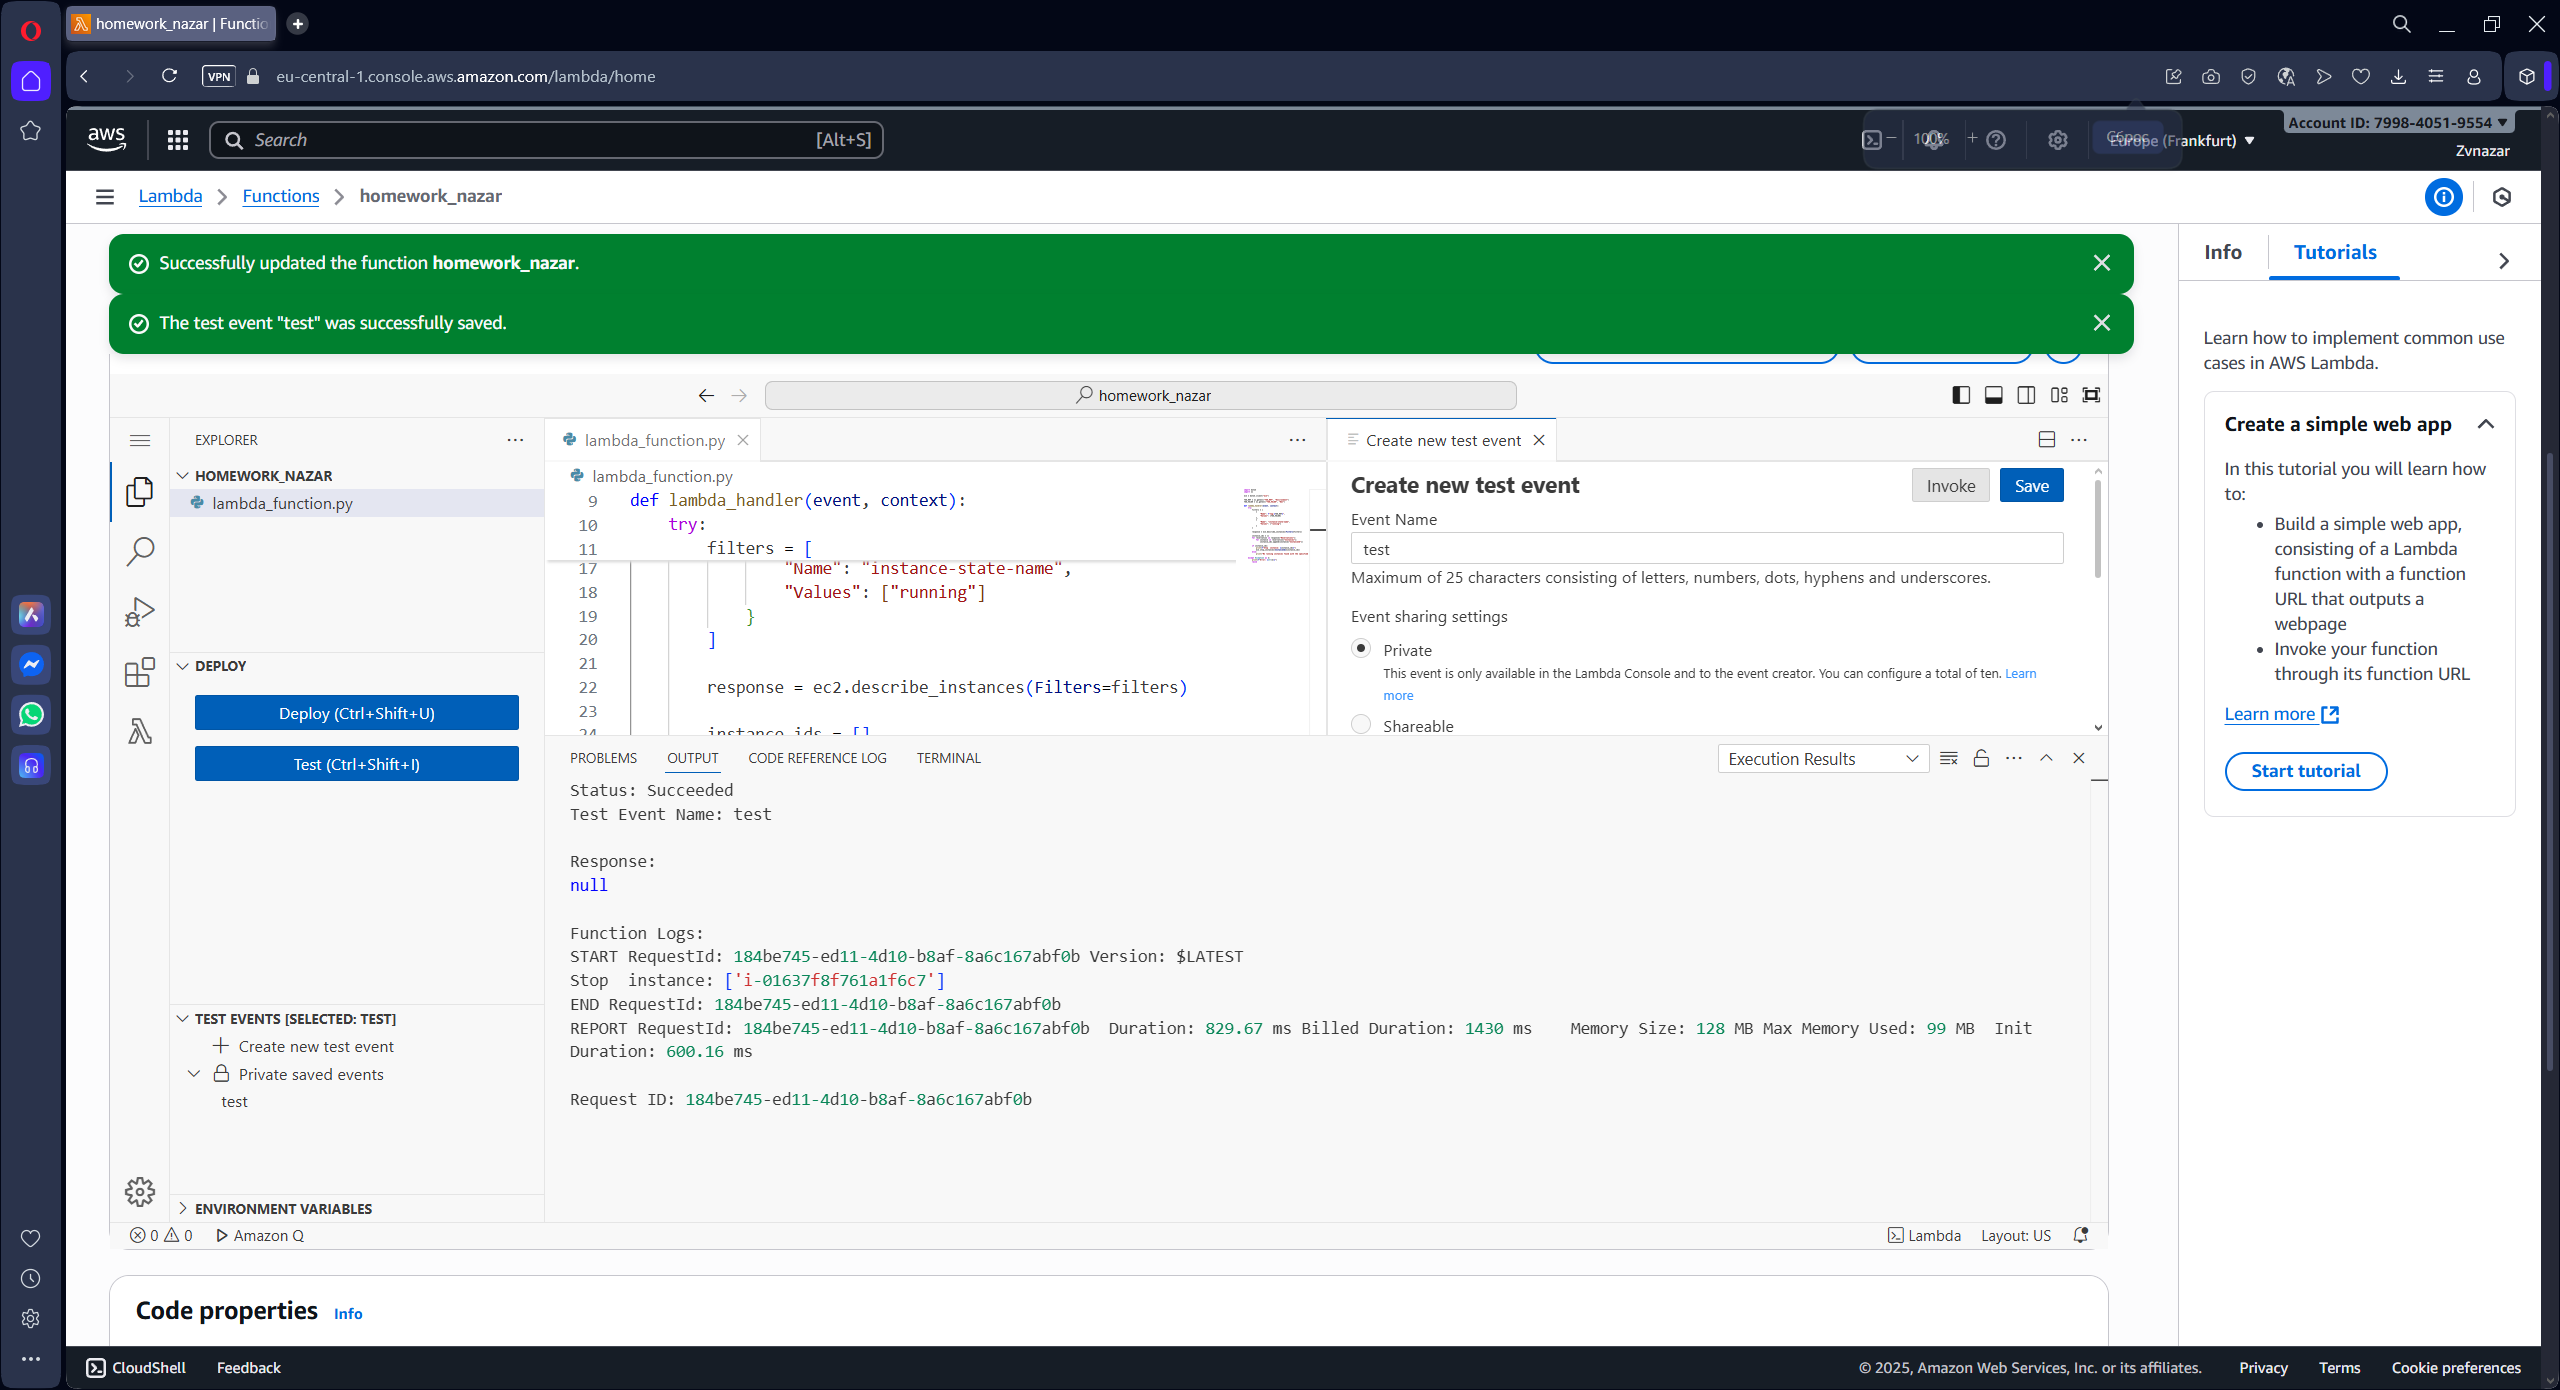 homework_nazar | Functio
VPN
eu-central-1.console.aws.amazon.com/lambda/home
aws
Search
[Alt+S]
100%
Сброс
Europe (Frankfurt)
Account ID: 7998-4051-9554
Zvnazar
Lambda
Functions
homework_nazar
Successfully updated the function homework_nazar.
The test event "test" was successfully saved.
Info
Tutorials
Learn how to implement common use
cases in AWS Lambda.
Create a simple web app
In this tutorial you will learn how
to:
• Build a simple web app,
consisting of a Lambda
function with a function
URL that outputs a
webpage
• Invoke your function
through its function URL
Learn more
Start tutorial
homework_nazar
EXPLORER
HOMEWORK_NAZAR
lambda_function.py
DEPLOY
Deploy (Ctrl+Shift+U)
Test (Ctrl+Shift+I)
TEST EVENTS [SELECTED: TEST]
Create new test event
Private saved events
test
ENVIRONMENT VARIABLES
lambda_function.py
lambda_function.py
9 def lambda_handler(event, context):
10 try:
11 filters = [
17 "Name": "instance-state-name",
18 "Values": ["running"]
19 }
20 ]
21
22 response = ec2.describe_instances(Filters=filters)
23
24 instance_ids = []
Create new test event
Create new test event
Invoke
Save
Event Name
test
Maximum of 25 characters consisting of letters, numbers, dots, hyphens and underscores.
Event sharing settings
Private
This event is only available in the Lambda Console and to the event creator. You can configure a total of ten. Learn
more
Shareable
PROBLEMS
OUTPUT
CODE REFERENCE LOG
TERMINAL
Execution Results
Status: Succeeded
Test Event Name: test
Response:
null
Function Logs:
START RequestId: 184be745-ed11-4d10-b8af-8a6c167abf0b Version: $LATEST
Stop  instance: ['i-01637f8f761a1f6c7']
END RequestId: 184be745-ed11-4d10-b8af-8a6c167abf0b
REPORT RequestId: 184be745-ed11-4d10-b8af-8a6c167abf0b  Duration: 829.67 ms Billed Duration: 1430 ms    Memory Size: 128 MB Max Memory Used: 99 MB  Init
Duration: 600.16 ms
Request ID: 184be745-ed11-4d10-b8af-8a6c167abf0b
0
0
Amazon Q
Lambda
Layout: US
Code properties
Info
CloudShell
Feedback
© 2025, Amazon Web Services, Inc. or its affiliates.
Privacy
Terms
Cookie preferences